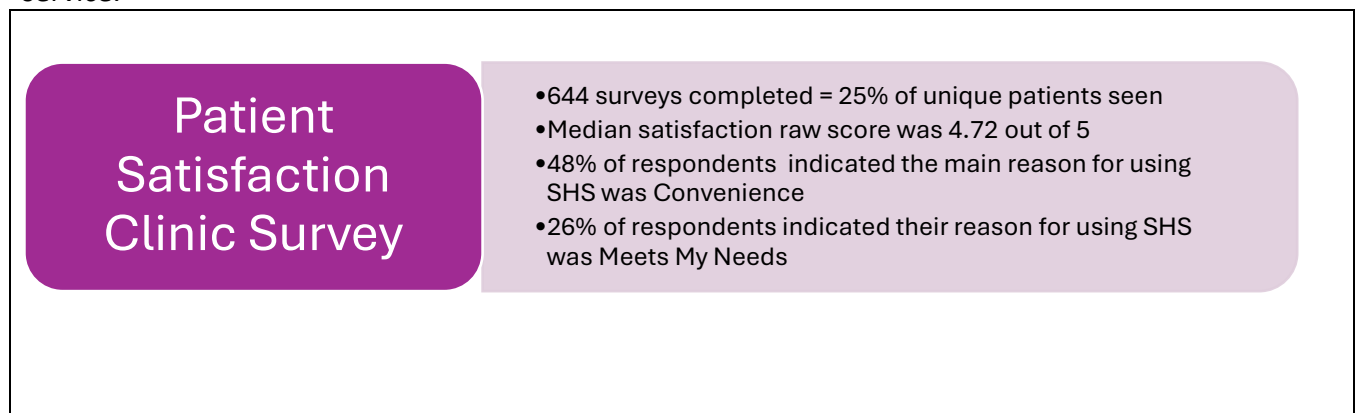 Patient
Satisfaction
Clinic Survey
•644 surveys completed = 25% of unique patients seen
•Median satisfaction raw score was 4.72 out of 5
•48% of respondents  indicated the main reason for using
SHS was Convenience
•26% of respondents indicated their reason for using SHS
was Meets My Needs